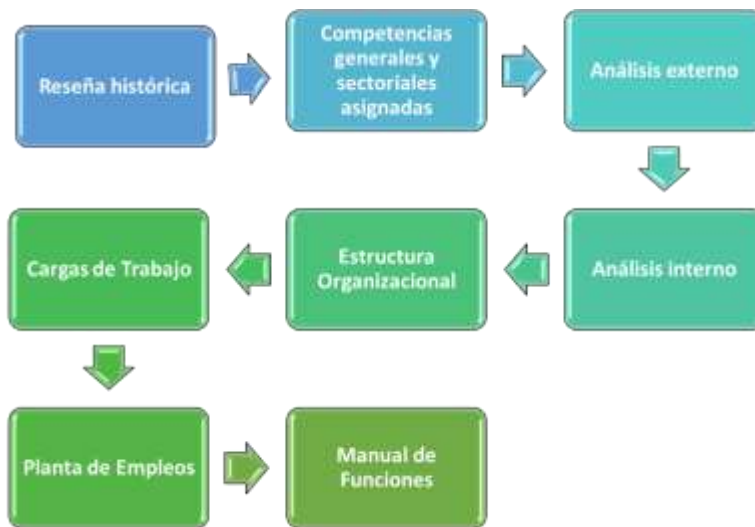 Reseña histórica
Competencias
generales y
sectoriales
asignadas
Análisis externo
Análisis interno
Estructura
Organizacional
Cargas de Trabajo
Planta de Empleos
Manual de
Funciones